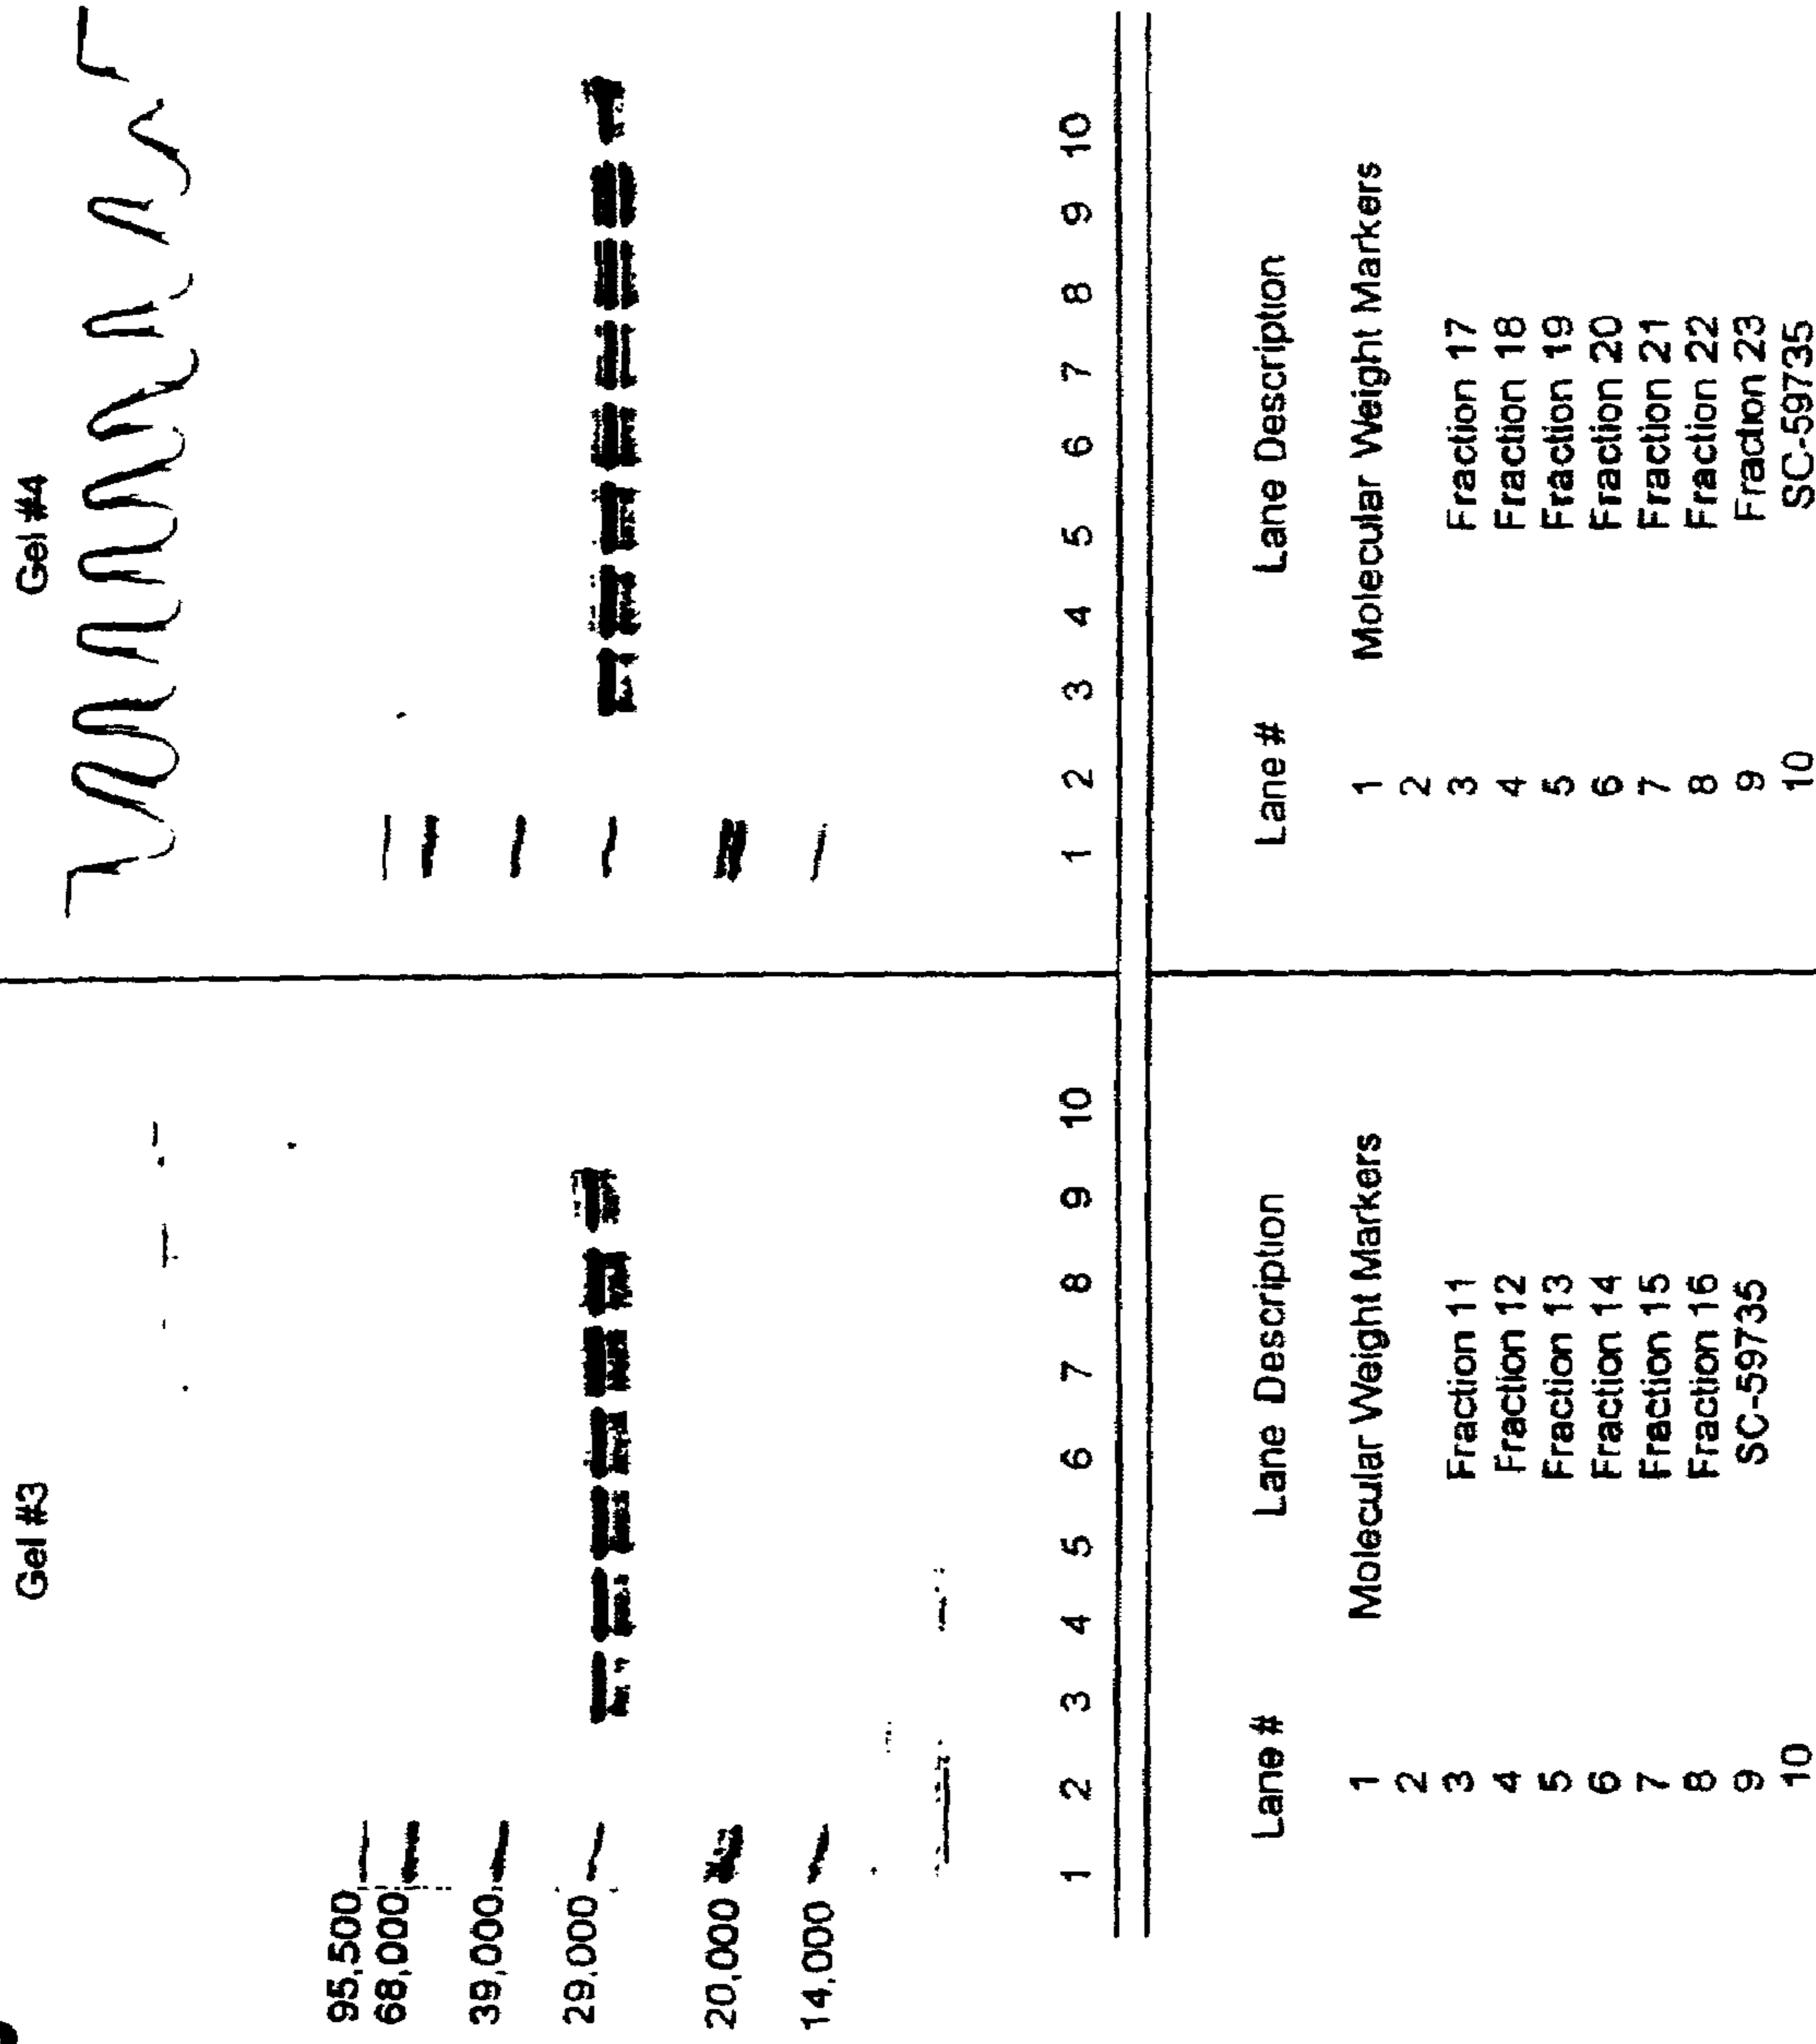 Gel #3
95,500
68,000
39,000
29,000
20,000
14,000
1 2 3 4 5 6 7 8 9 10
Lane # Lane Description
1 Molecular Weight Markers
2
3 Fraction 11
4 Fraction 12
5 Fraction 13
6 Fraction 14
7 Fraction 15
8 Fraction 16
9 SC-59735
10
Gel #4
1 2 3 4 5 6 7 8 9 10
Lane # Lane Description
1 Molecular Weight Markers
2
3 Fraction 17
4 Fraction 18
5 Fraction 19
6 Fraction 20
7 Fraction 21
8 Fraction 22
9 Fraction 23
10 SC-59735